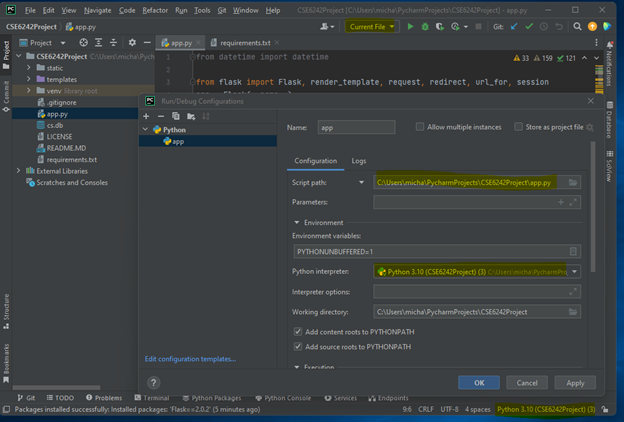 File Edit View Navigate Code Refactor Run Tools Git Window Help CSE6242Project [C:\Users\micha\PycharmProjects\CSE6242Project] - app.py
CSE6242Project app.py Current File Git:
Project
app.py requirements.txt
CSE6242Project
static
templates
venv library root
.gitignore
app.py
cs.db
LICENSE
README.MD
requirements.txt
External Libraries
Scratches and Consoles
1 from datetime import datetime
2
3 from flask import Flask, render_template, request, redirect, url_for, session
33 159 121
Project
Commit
Structure
Bookmarks
Notifications
Database
SciView
Run/Debug Configurations
Python
app
Edit configuration templates...
Name: app Allow multiple instances Store as project file
Configuration Logs
Script path: C:\Users\micha\PycharmProjects\CSE6242Project\app.py
Parameters:
Environment
Environment variables:
PYTHONUNBUFFERED=1
Python interpreter: Python 3.10 (CSE6242Project) (3) C:\Users\micha\PycharmPro
Interpreter options:
Working directory: C:\Users\micha\PycharmProjects\CSE6242Project
Add content roots to PYTHONPATH
Add source roots to PYTHONPATH
Execution
? OK Cancel Apply
Git TODO Problems Terminal Python Packages Python Console Services Endpoints
Packages installed successfully: Installed packages: 'Flask==2.0.2' (5 minutes ago) 9:6 CRLF UTF-8 4 spaces Python 3.10 (CSE6242Project) (3)